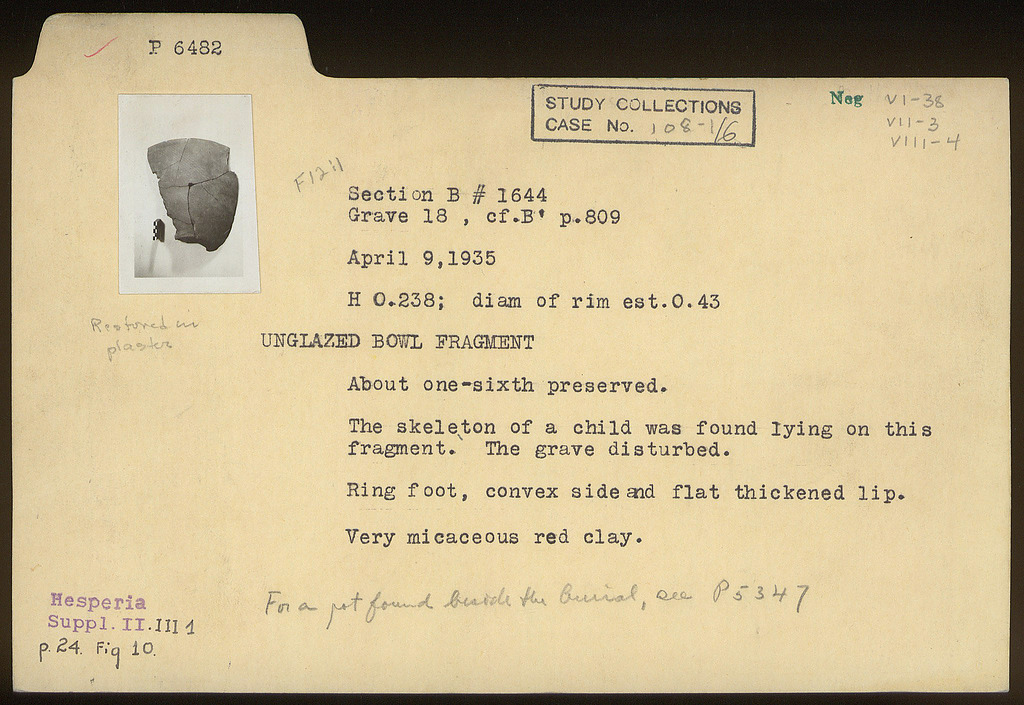 P 6482
STUDY COLLECTIONS
CASE No. 108-1/6
Neg VI-38
VII-3
VIII-4
F12:11
Section B # 1644
Grave 18 , cf.B' p.809
April 9,1935
H 0.238; diam of rim est.0.43
Restored in
plaster
UNGLAZED BOWL FRAGMENT
About one-sixth preserved.
The skeleton of a child was found lying on this
fragment. The grave disturbed.
Ring foot, convex side and flat thickened lip.
Very micaceous red clay.
For a pot found beside the burial, see P5347
Hesperia
Suppl.II.III 1
p.24. Fig 10.